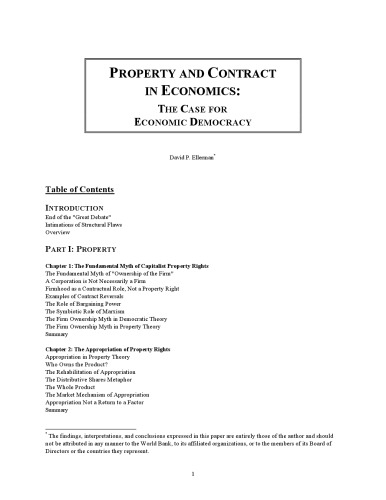 PROPERTY AND CONTRACT
IN ECONOMICS:
THE CASE FOR
ECONOMIC DEMOCRACY
David P. Ellerman*
Table of Contents
INTRODUCTION
End of the "Great Debate"
Intimations of Structural Flaws
Overview
PART I: PROPERTY
Chapter 1: The Fundamental Myth of Capitalist Property Rights
The Fundamental Myth of "Ownership of the Firm"
A Corporation is Not Necessarily a Firm
Firmhood as a Contractual Role, Not a Property Right
Examples of Contract Reversals
The Role of Bargaining Power
The Symbiotic Role of Marxism
The Firm Ownership Myth in Democratic Theory
The Firm Ownership Myth in Property Theory
Summary
Chapter 2: The Appropriation of Property Rights
Appropriation in Property Theory
Who Owns the Product?
The Rehabilitation of Appropriation
The Distributive Shares Metaphor
The Whole Product
The Market Mechanism of Appropriation
Appropriation Not a Return to a Factor
Summary
* The findings, interpretations, and conclusions expressed in this paper are entirely those of the author and should
not be attributed in any manner to the World Bank, to its affiliated organizations, or to the members of its Board of
Directors or the countries they represent.
1